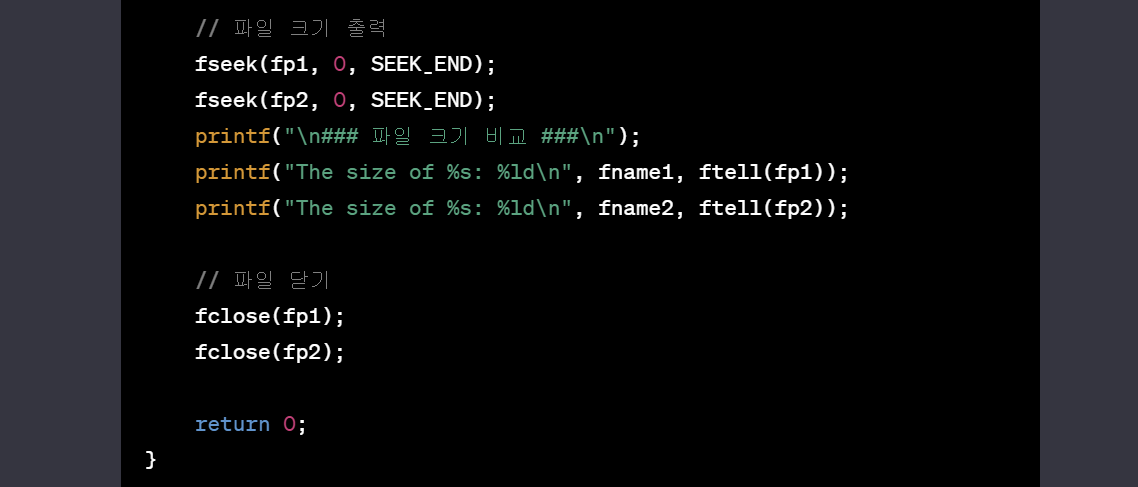 // 파일 크기 출력
fseek(fp1, 0, SEEK_END);
fseek(fp2, 0, SEEK_END);
printf("\n### 파일 크기 비교 ###\n");
printf("The size of %s: %ld\n", fname1, ftell(fp1));
printf("The size of %s: %ld\n", fname2, ftell(fp2));
// 파일 닫기
fclose(fp1);
fclose(fp2);
return 0;
}